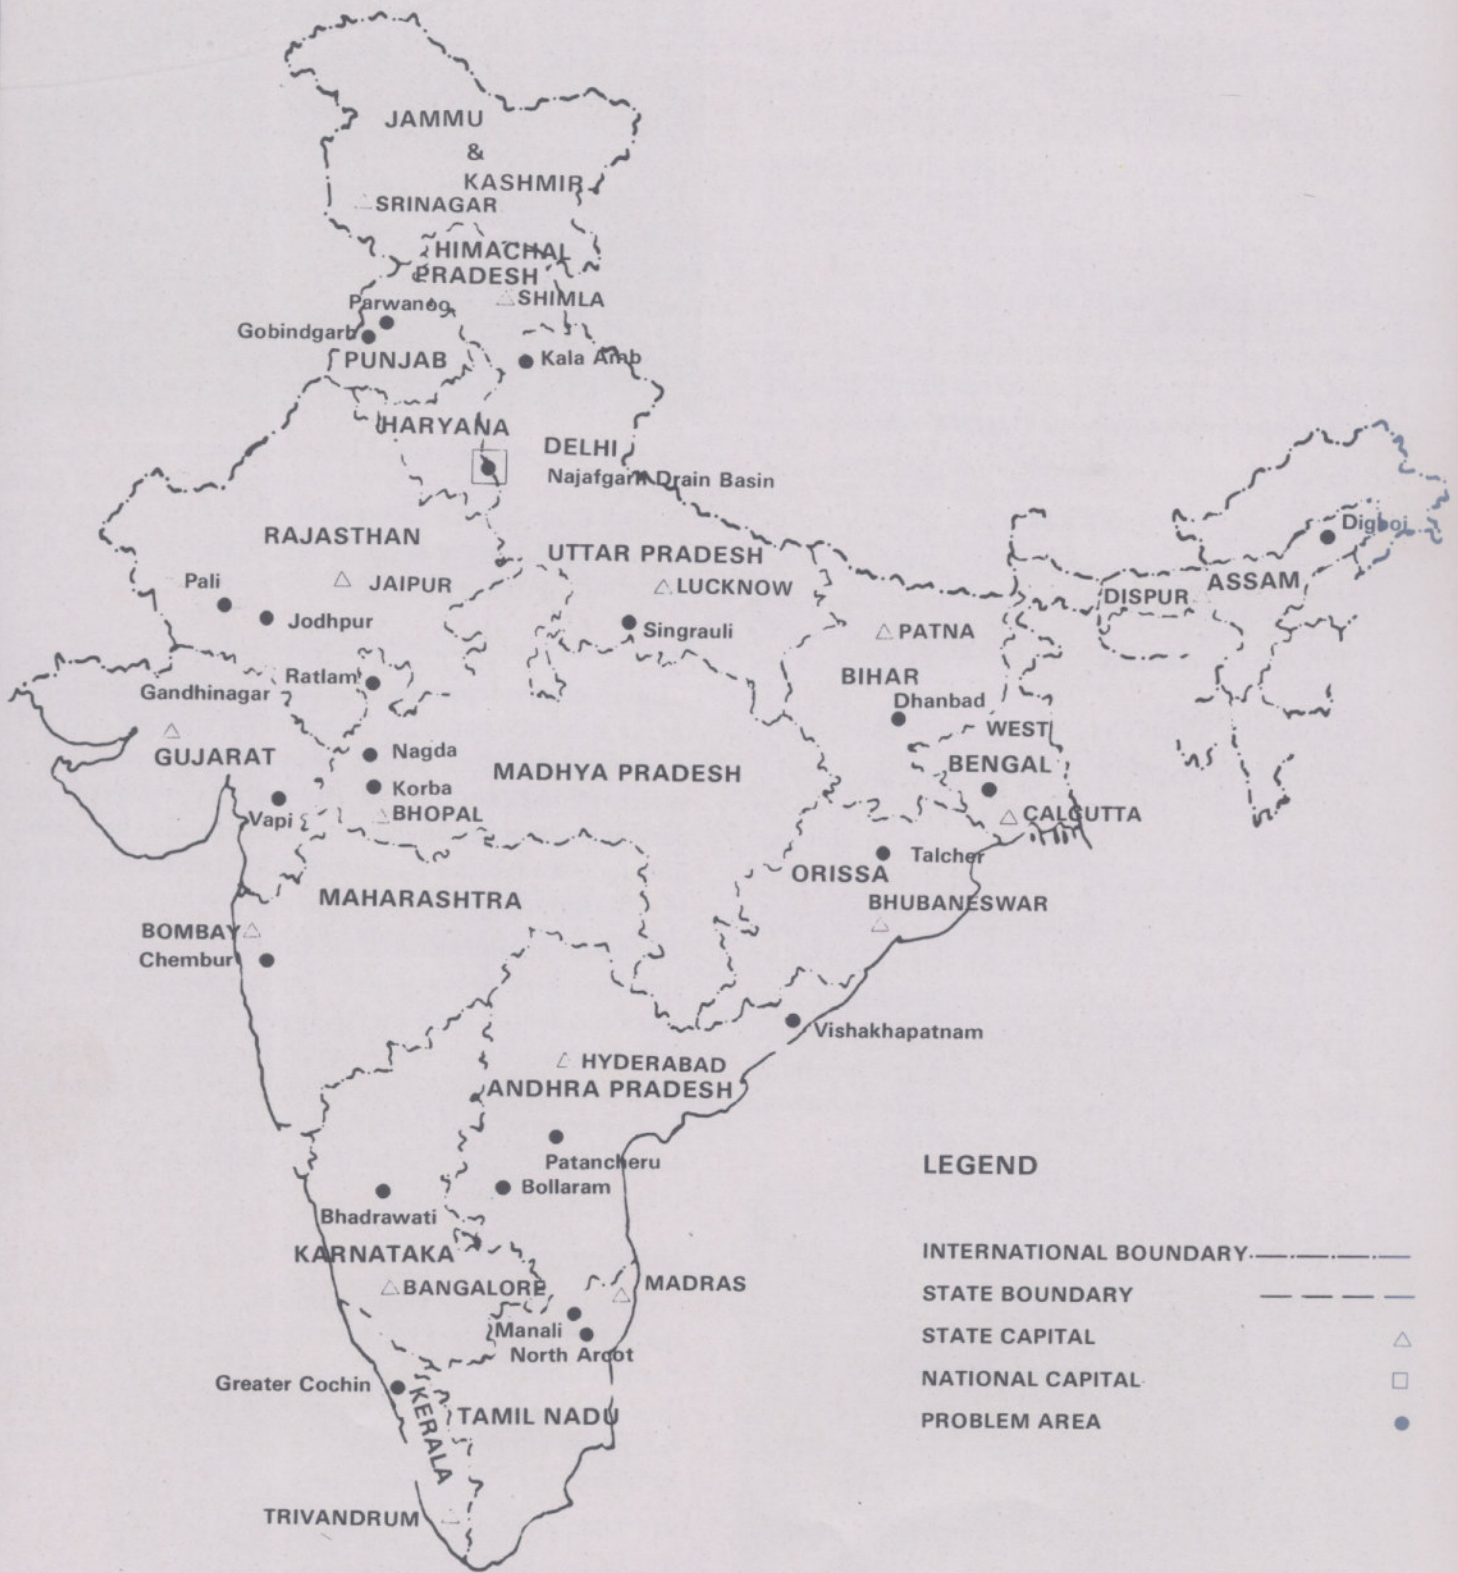 JAMMU
&
KASHMIR
SRINAGAR
HIMACHAL
PRADESH
SHIMLA
Parwanoo
Gobindgarh
PUNJAB
Kala Amb
HARYANA
DELHI
Najafgarh Drain Basin
Digboi
RAJASTHAN
UTTAR PRADESH
Pali
JAIPUR
LUCKNOW
ASSAM
DISPUR
Jodhpur
Singrauli
PATNA
Ratlam
BIHAR
Gandhinagar
Dhanbad
WEST
BENGAL
GUJARAT
Nagda
MADHYA PRADESH
Korba
Vapi
BHOPAL
CALCUTTA
Talcher
ORISSA
MAHARASHTRA
BHUBANESWAR
BOMBAY
Chembur
Vishakhapatnam
HYDERABAD
ANDHRA PRADESH
Patancheru
Bollaram
Bhadrawati
KARNATAKA
BANGALORE
MADRAS
Manali
North Arcot
Greater Cochin
KERALA
TAMIL NADU
TRIVANDRUM
LEGEND
INTERNATIONAL BOUNDARY
STATE BOUNDARY
STATE CAPITAL
NATIONAL CAPITAL
PROBLEM AREA